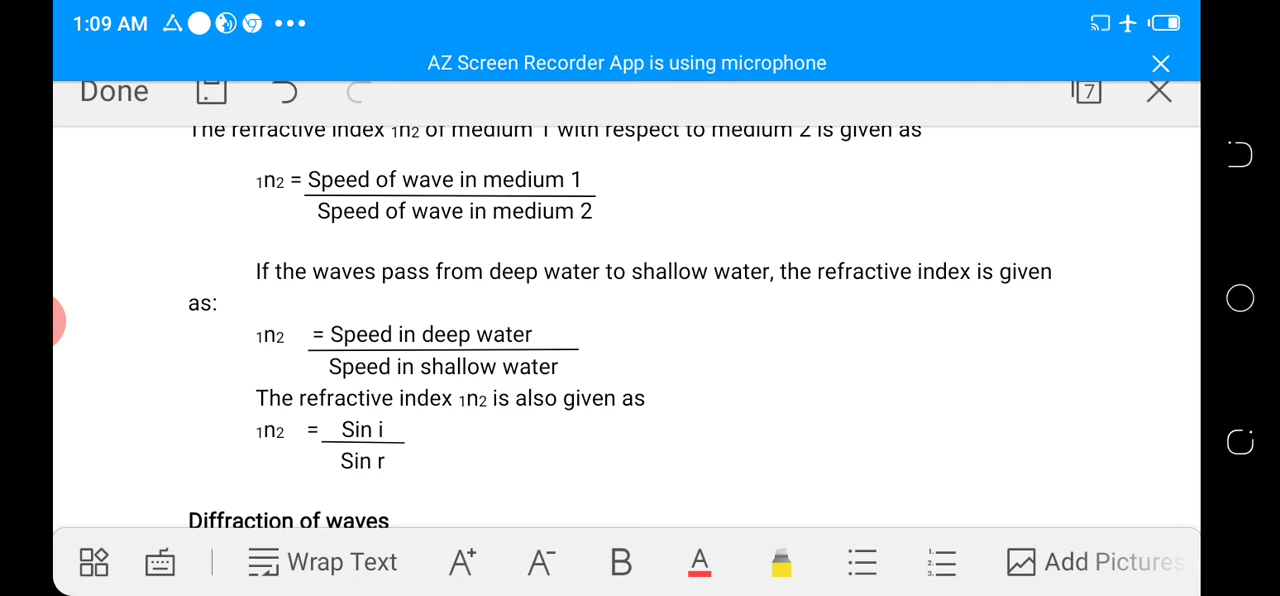 1:09 AM
AZ Screen Recorder App is using microphone
Done
7
The refractive index ₁n₂ of medium 1 with respect to medium 2 is given as
₁n₂ = Speed of wave in medium 1
Speed of wave in medium 2
If the waves pass from deep water to shallow water, the refractive index is given
as:
₁n₂ = Speed in deep water
Speed in shallow water
The refractive index ₁n₂ is also given as
₁n₂ = Sin i
Sin r
Diffraction of waves
Wrap Text A+ A- B A Add Pictures